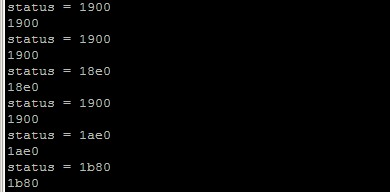 status = 1900
1900
status = 1900
1900
status = 18e0
18e0
status = 1900
1900
status = 1ae0
1ae0
status = 1b80
1b80